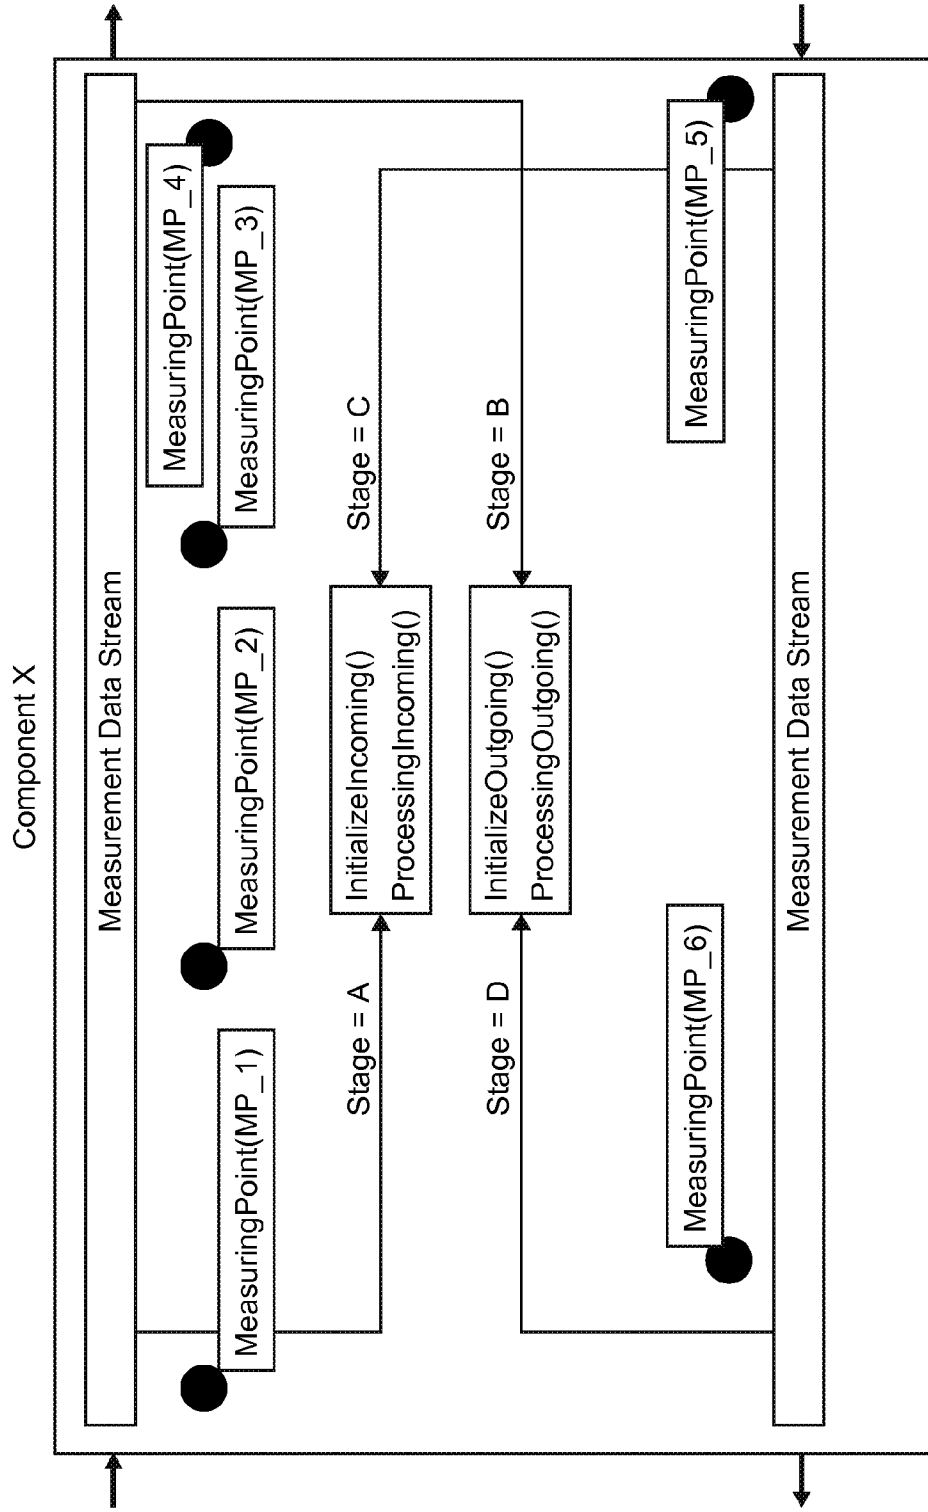 Component X
Measurement Data Stream
MeasuringPoint(MP_4)
MeasuringPoint(MP_1)
MeasuringPoint(MP_2)
MeasuringPoint(MP_3)
Stage = A
InitializeIncoming()
ProcessingIncoming()
Stage = C
Stage = D
InitializeOutgoing()
ProcessingOutgoing()
Stage = B
MeasuringPoint(MP_6)
MeasuringPoint(MP_5)
Measurement Data Stream